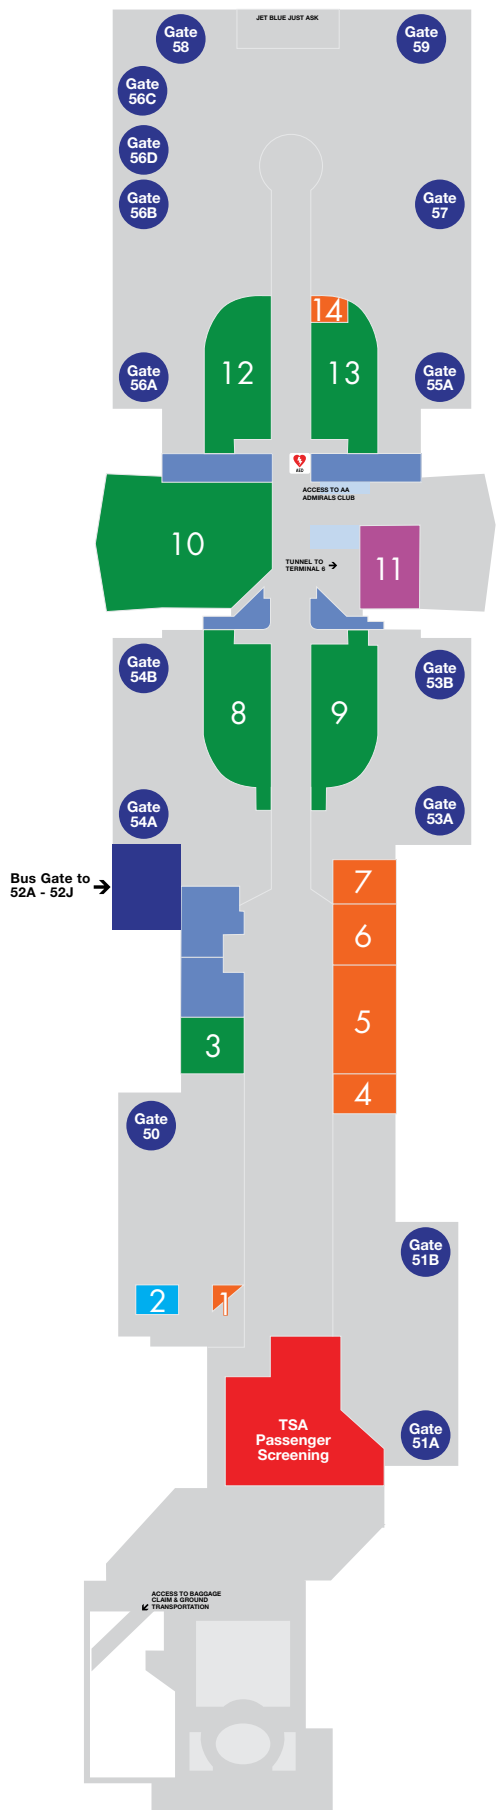 JET BLUE JUST ASK
Gate
58
Gate
59
Gate
56C
Gate
56D
Gate
56B
Gate
57
14
12
13
Gate
56A
Gate
55A
AED
ACCESS TO AA
ADMIRALS CLUB
10
TUNNEL TO
TERMINAL 6 →
11
Gate
54B
Gate
53B
8
9
Gate
54A
Gate
53A
Bus Gate to
52A - 52J →
7
6
5
3
4
Gate
50
Gate
51B
2
1
TSA
Passenger
Screening
Gate
51A
ACCESS TO BAGGAGE
CLAIM & GROUND
↙ TRANSPORTATION